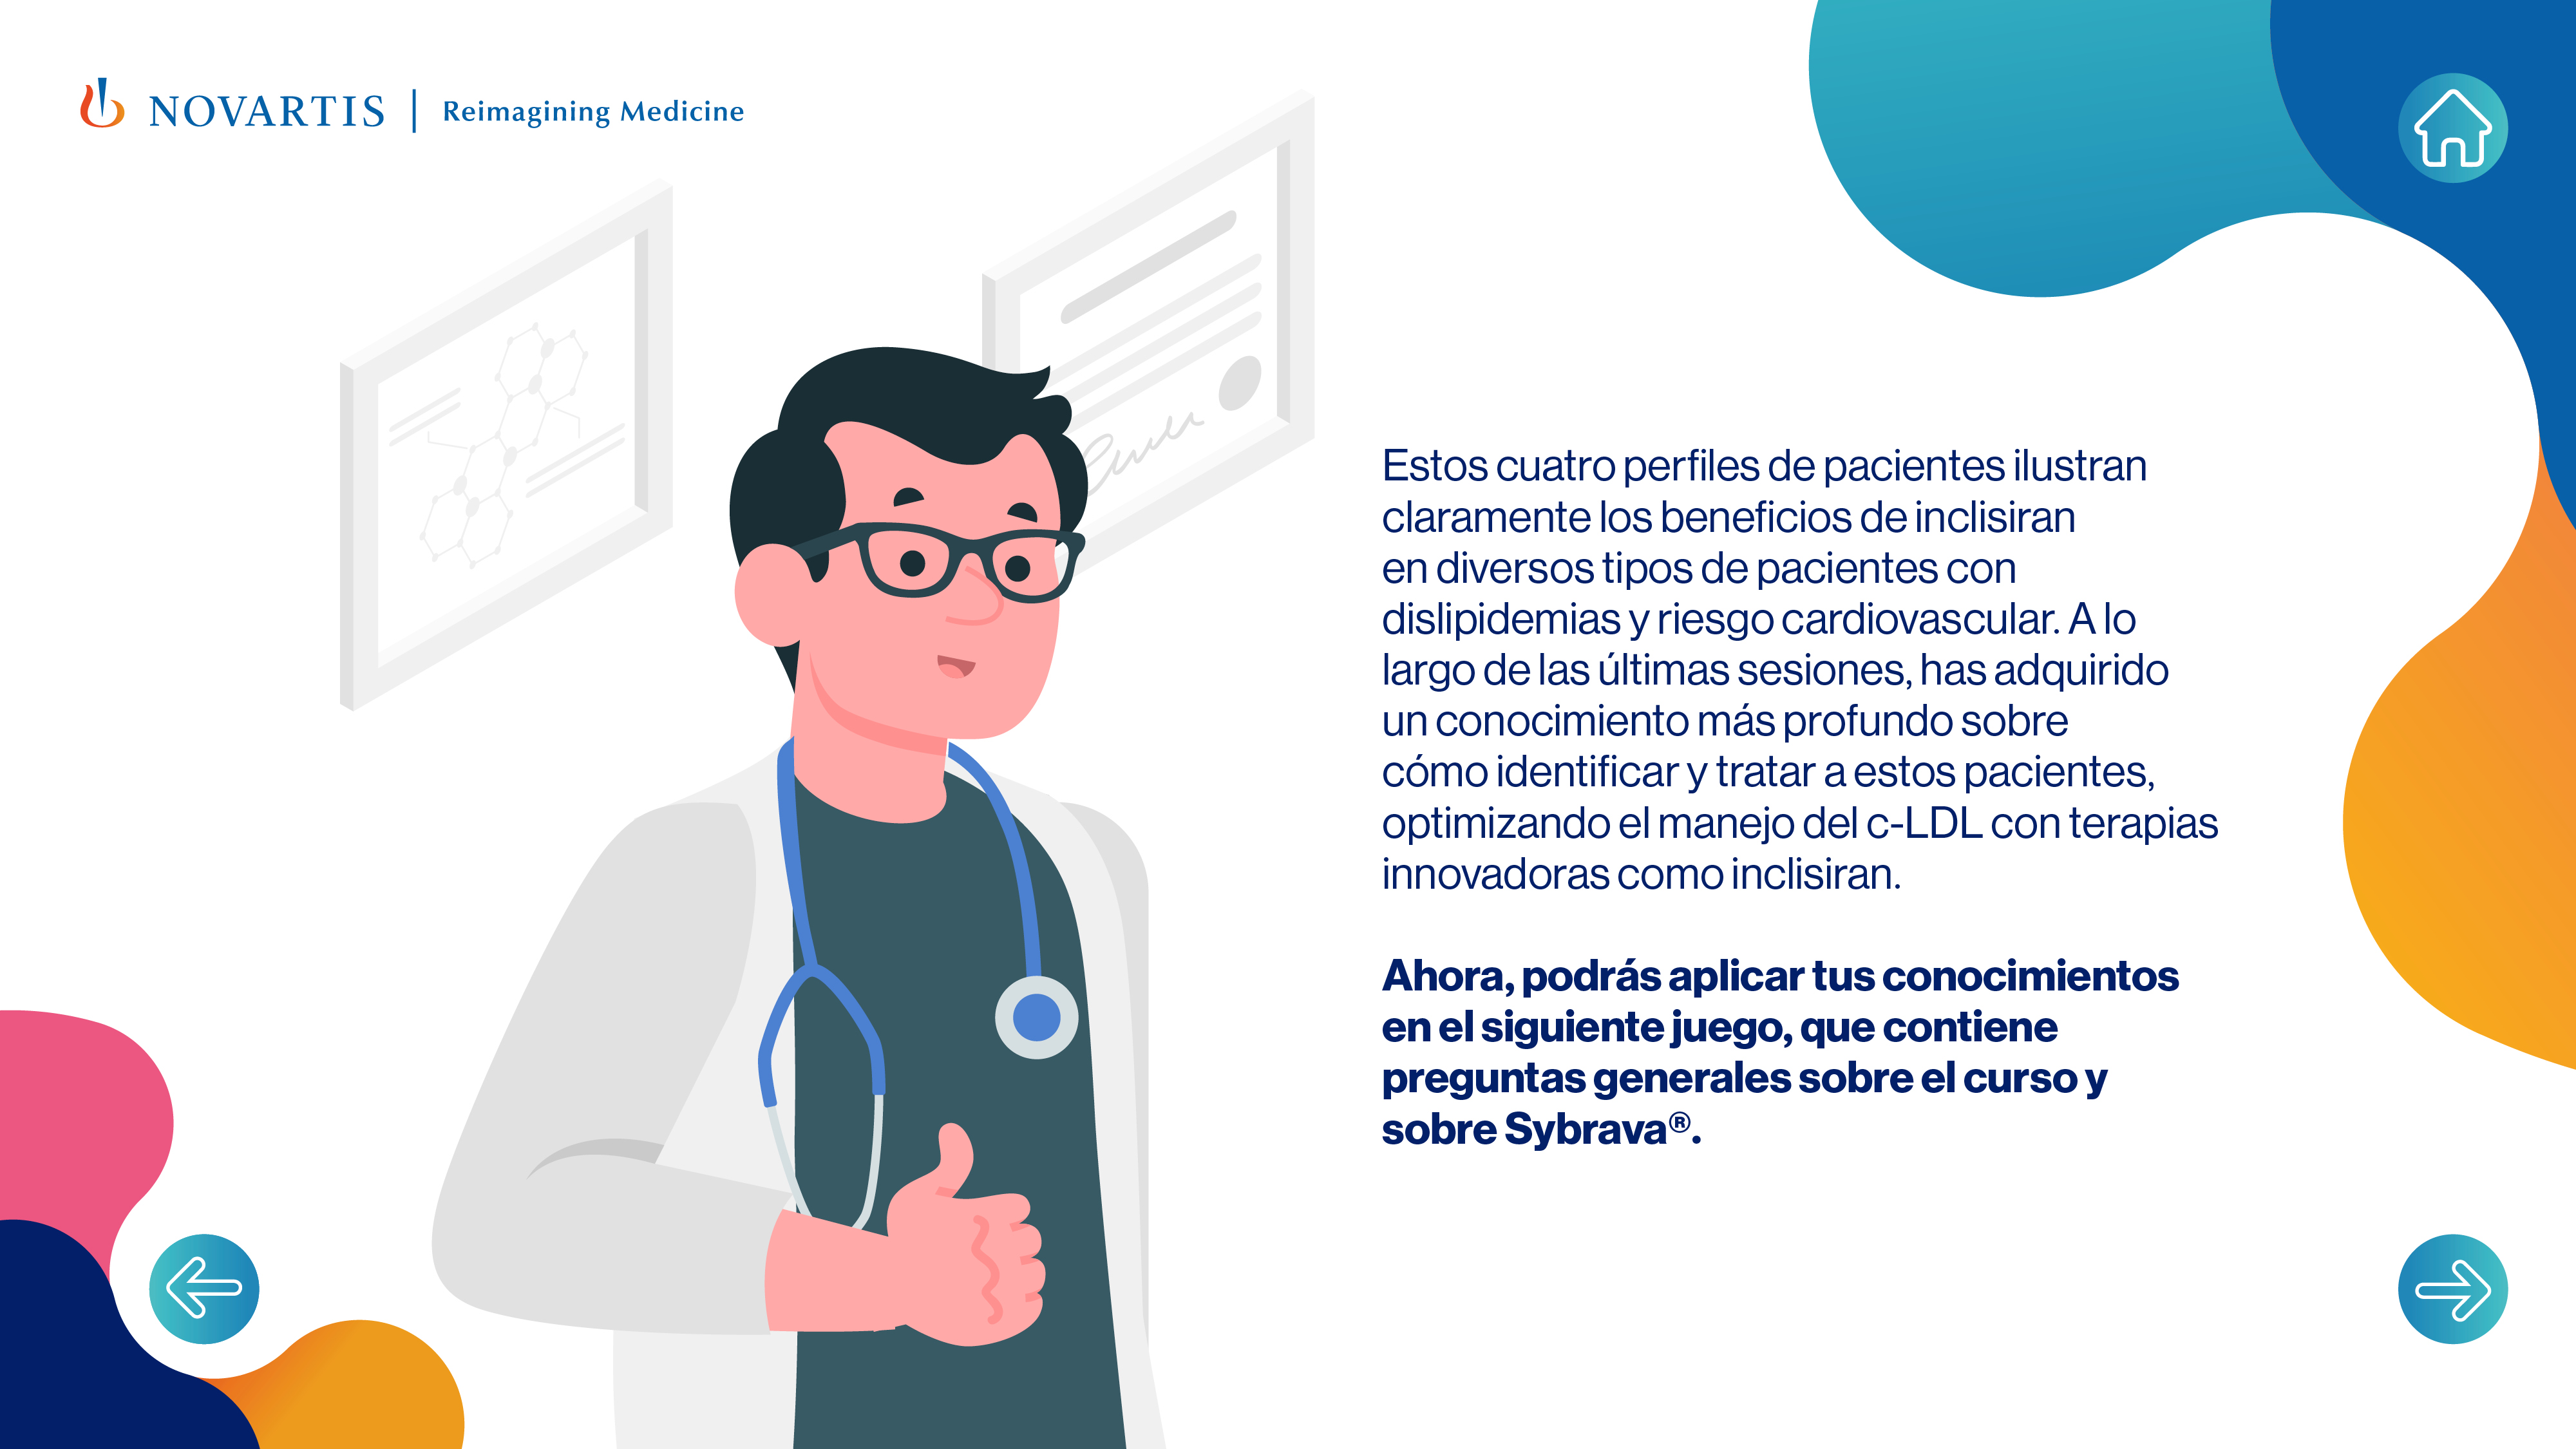 NOVARTIS | Reimagining Medicine
Estos cuatro perfiles de pacientes ilustran
claramente los beneficios de inclisiran
en diversos tipos de pacientes con
dislipidemias y riesgo cardiovascular. A lo
largo de las últimas sesiones, has adquirido
un conocimiento más profundo sobre
cómo identificar y tratar a estos pacientes,
optimizando el manejo del c-LDL con terapias
innovadoras como inclisiran.
Ahora, podrás aplicar tus conocimientos
en el siguiente juego, que contiene
preguntas generales sobre el curso y
sobre Sybrava®.